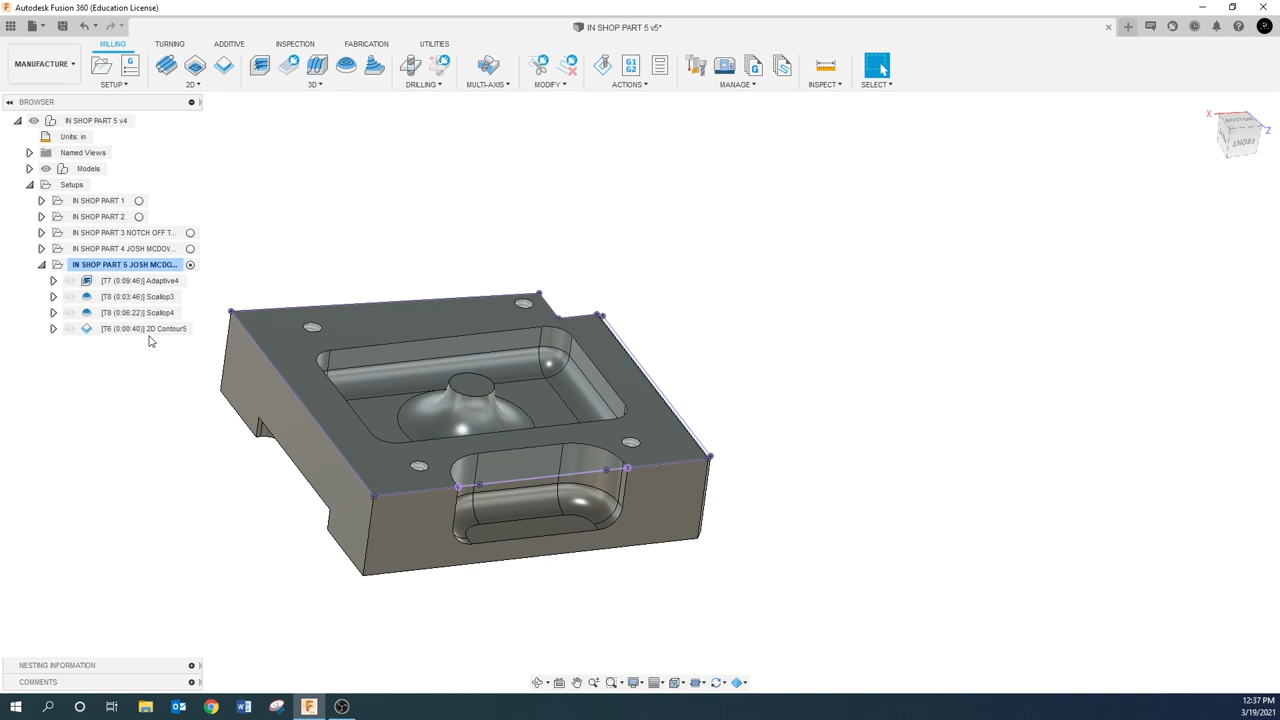 Autodesk Fusion 360 (Education License)
IN SHOP PART 5 v5*
MILLING TURNING ADDITIVE INSPECTION FABRICATION UTILITIES
MANUFACTURE
G
G1
G2
G
SETUP 2D 3D DRILLING MULTI-AXIS MODIFY ACTIONS MANAGE INSPECT SELECT
BROWSER
IN SHOP PART 5 v4
Units: in
Named Views
Models
Setups
IN SHOP PART 1
IN SHOP PART 2
IN SHOP PART 3 NOTCH OFF T...
IN SHOP PART 4 JOSH MCDOV...
IN SHOP PART 5 JOSH MCDO...
[T7 (0:09:46)] Adaptive4
[T8 (0:03:46)] Scallop3
[T8 (0:06:22)] Scallop4
[T6 (0:00:40)] 2D Contour5
X
Z
FRONT
NESTING INFORMATION
COMMENTS
12:37 PM
3/19/2021